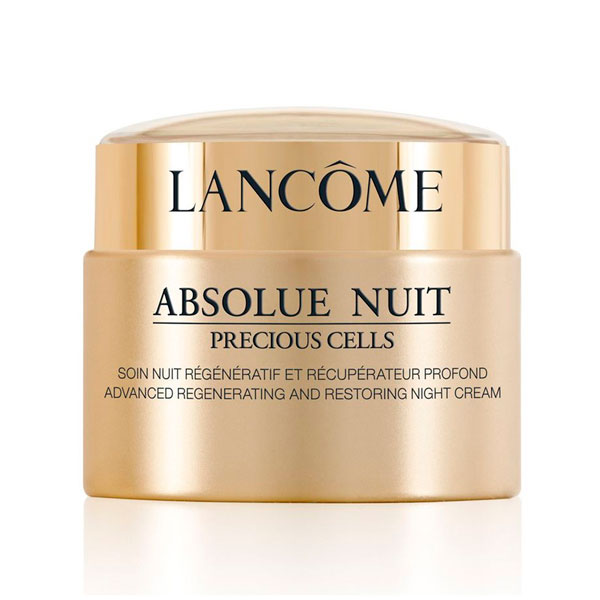 LANCÔME
ABSOLUE NUIT
PRECIOUS CELLS
SOIN NUIT RÉGÉNÉRATIF ET RÉCUPÉRATEUR PROFOND
ADVANCED REGENERATING AND RESTORING NIGHT CREAM